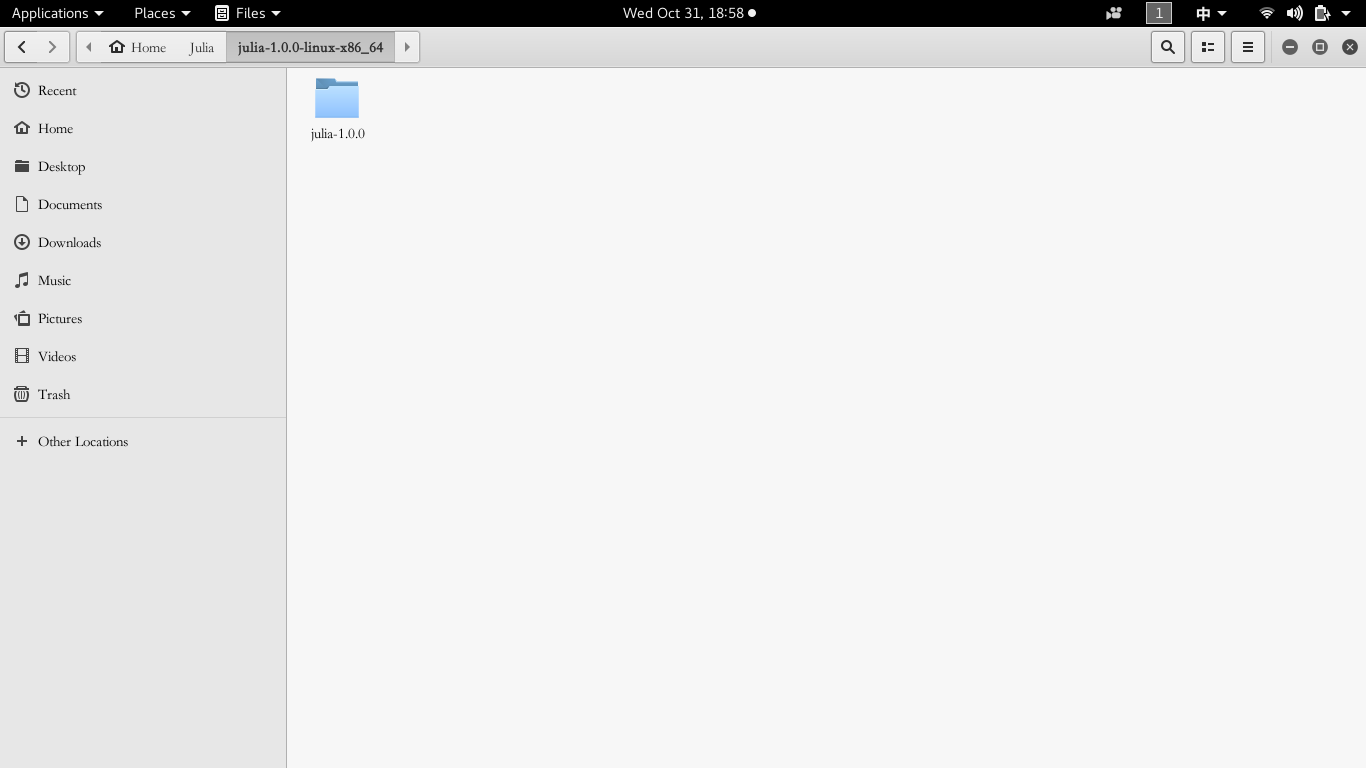 Applications Places Files Wed Oct 31, 18:58 1 中
Home Julia julia-1.0.0-linux-x86_64
Recent
Home
Desktop
Documents
Downloads
Music
Pictures
Videos
Trash
Other Locations
julia-1.0.0